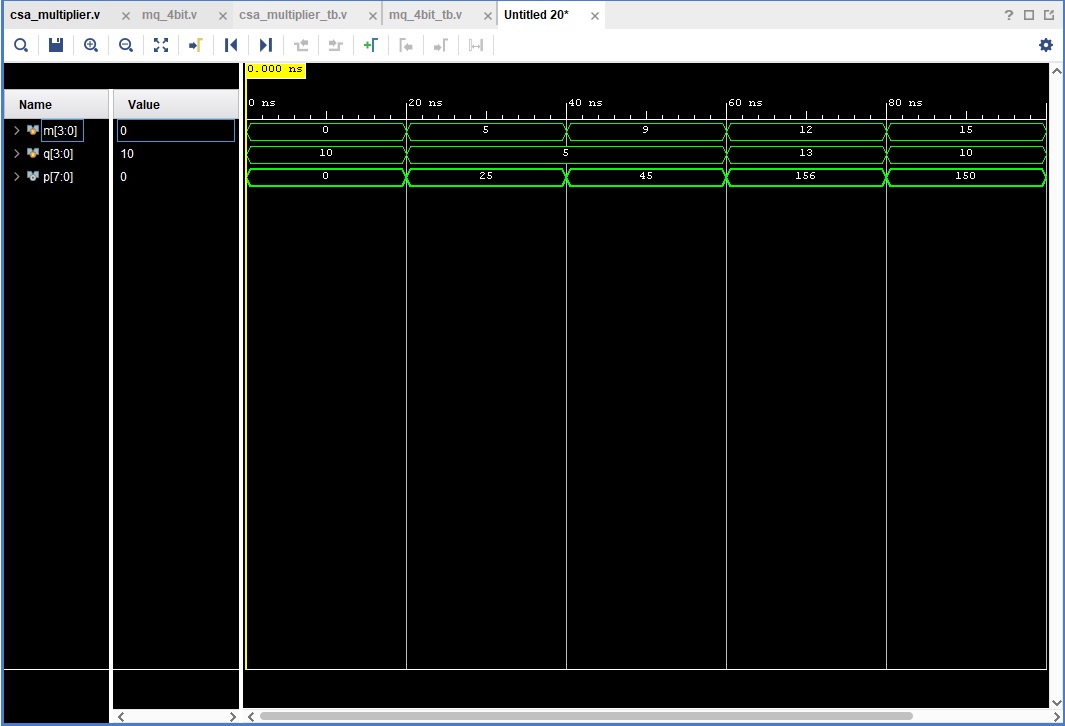 csa_multiplier.v mq_4bit.v csa_multiplier_tb.v mq_4bit_tb.v Untitled 20* ?
0.000 ns
0 ns 20 ns 40 ns 60 ns 80 ns
Name Value
m[3:0] 0 0 5 9 12 15
q[3:0] 10 10 5 13 10
p[7:0] 0 0 25 45 156 150